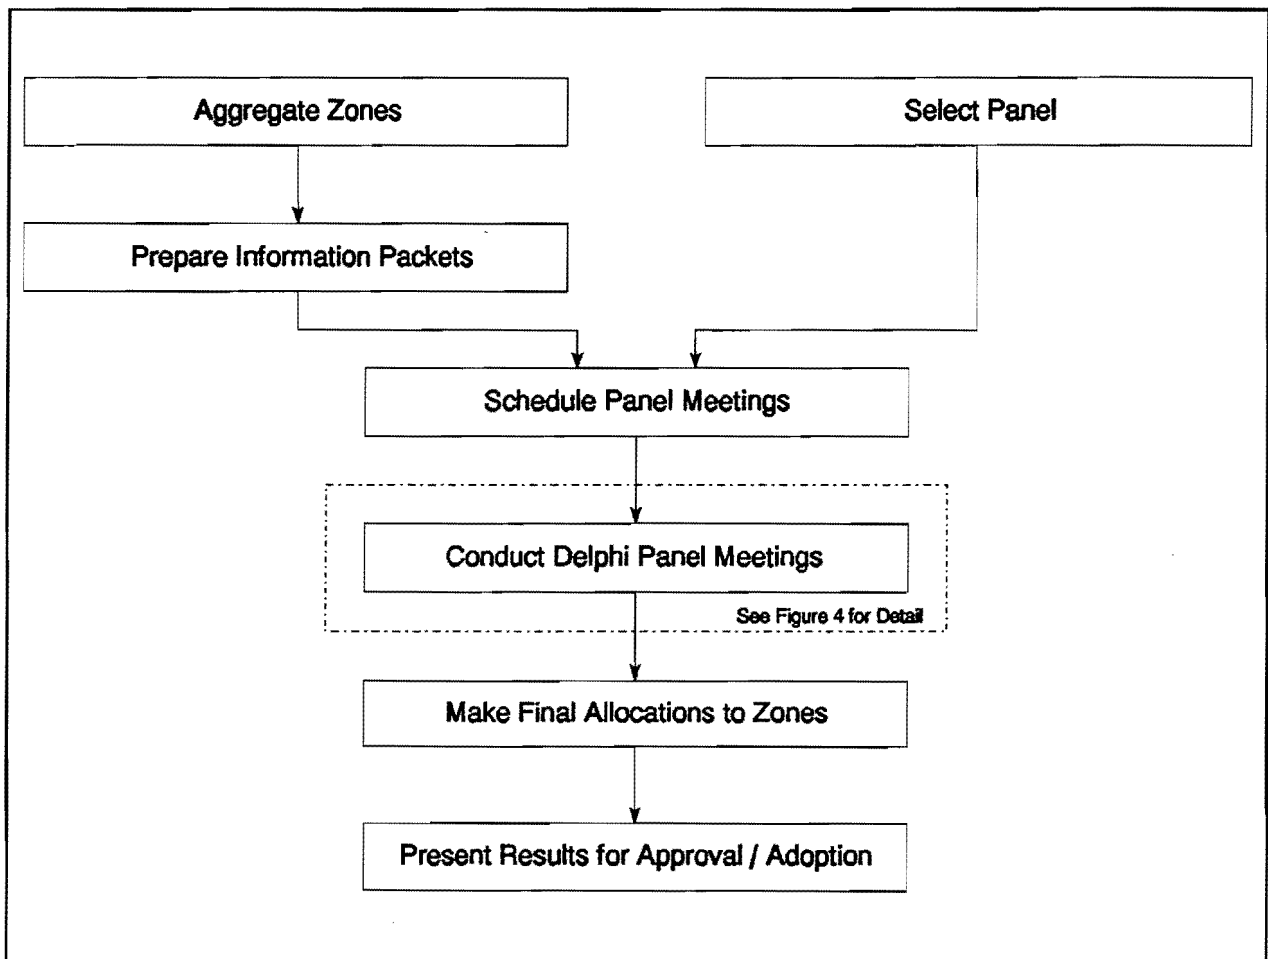 Aggregate Zones
Select Panel
Prepare Information Packets
Schedule Panel Meetings
Conduct Delphi Panel Meetings
See Figure 4 for Detail
Make Final Allocations to Zones
Present Results for Approval / Adoption